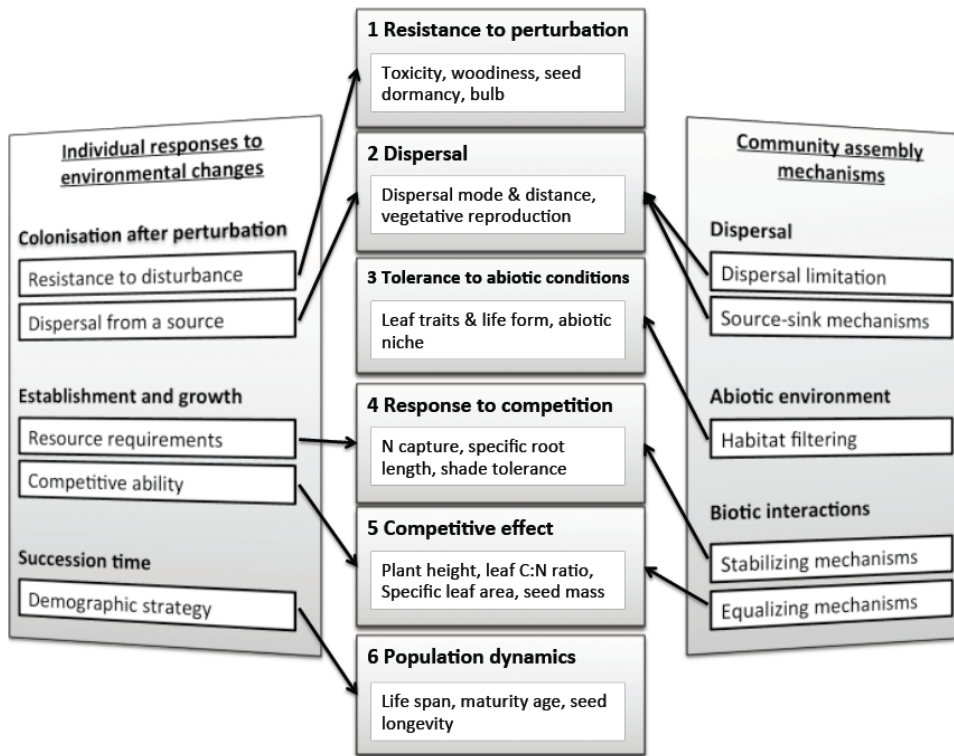 Individual responses to
environmental changes
Colonisation after perturbation
Resistance to disturbance
Dispersal from a source
Establishment and growth
Resource requirements
Competitive ability
Succession time
Demographic strategy
1 Resistance to perturbation
Toxicity, woodiness, seed
dormancy, bulb
2 Dispersal
Dispersal mode & distance,
vegetative reproduction
3 Tolerance to abiotic conditions
Leaf traits & life form, abiotic
niche
4 Response to competition
N capture, specific root
length, shade tolerance
5 Competitive effect
Plant height, leaf C:N ratio,
Specific leaf area, seed mass
6 Population dynamics
Life span, maturity age, seed
longevity
Community assembly
mechanisms
Dispersal
Dispersal limitation
Source-sink mechanisms
Abiotic environment
Habitat filtering
Biotic interactions
Stabilizing mechanisms
Equalizing mechanisms